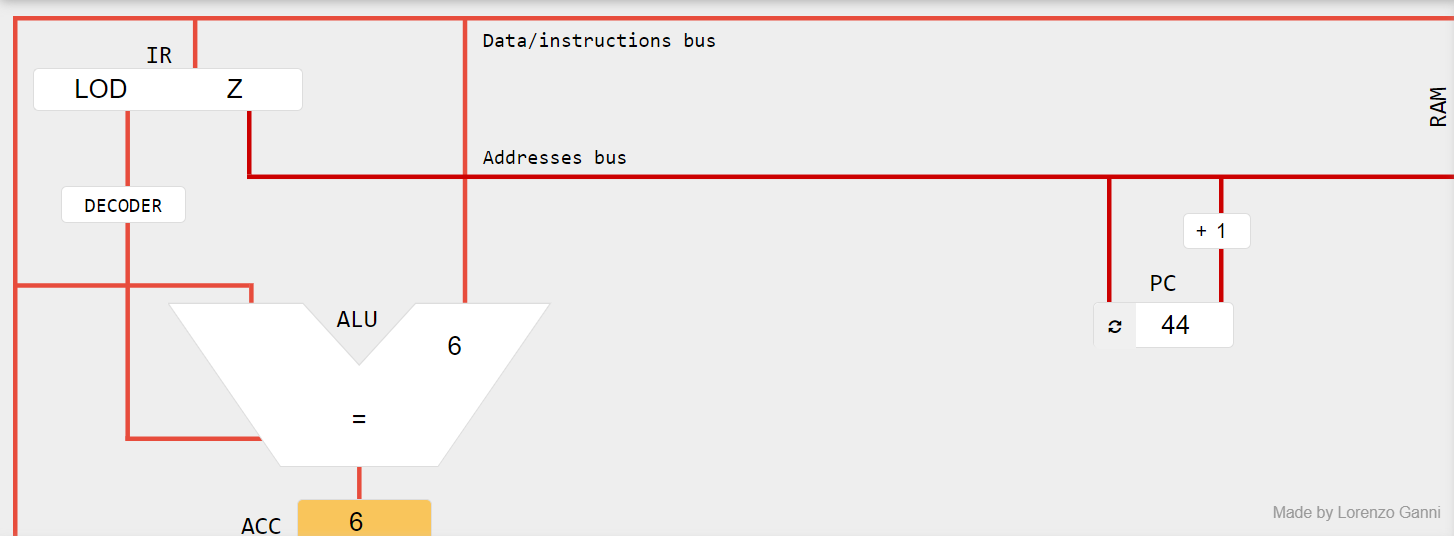 Data/instructions bus
IR
LOD Z
RAM
Addresses bus
DECODER
+ 1
PC
44
ALU
6
=
ACC 6
Made by Lorenzo Ganni